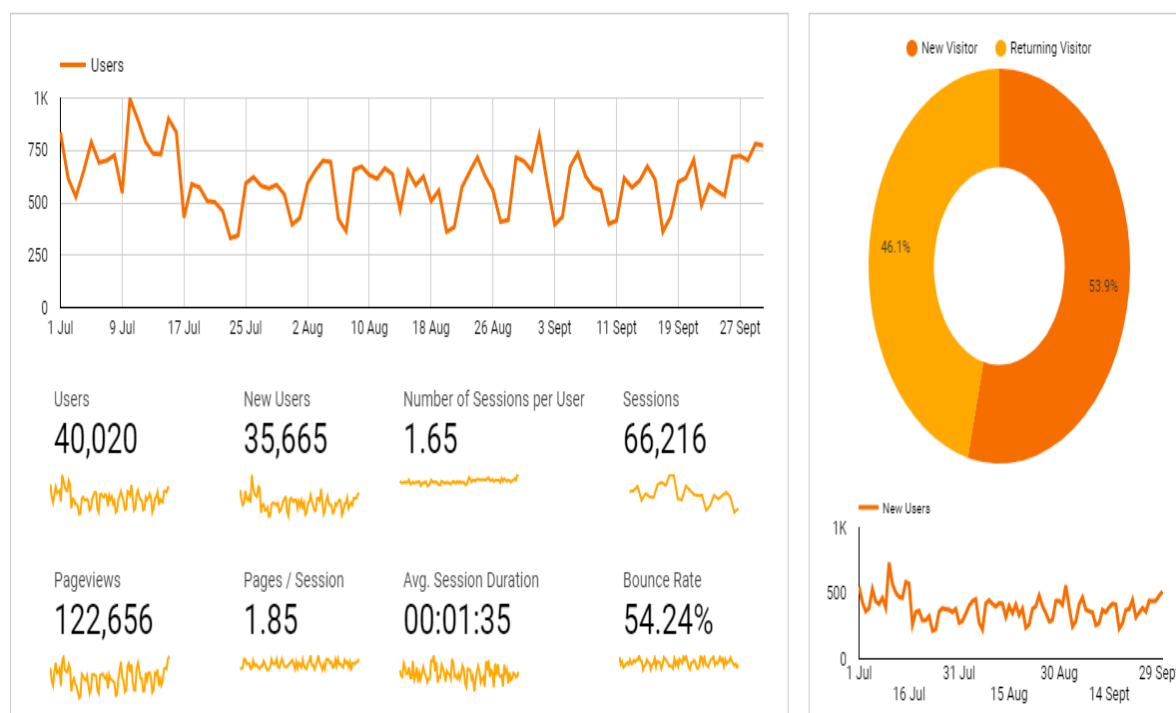 Users
1K
750
500
250
0
1 Jul 9 Jul 17 Jul 25 Jul 2 Aug 10 Aug 18 Aug 26 Aug 3 Sept 11 Sept 19 Sept 27 Sept
Users New Users Number of Sessions per User Sessions
40,020 35,665 1.65 66,216
Pageviews Pages / Session Avg. Session Duration Bounce Rate
122,656 1.85 00:01:35 54.24%
New Visitor Returning Visitor
46.1%
53.9%
New Users
1K
500
0
1 Jul 31 Jul 30 Aug 29 Sept
16 Jul 15 Aug 14 Sept